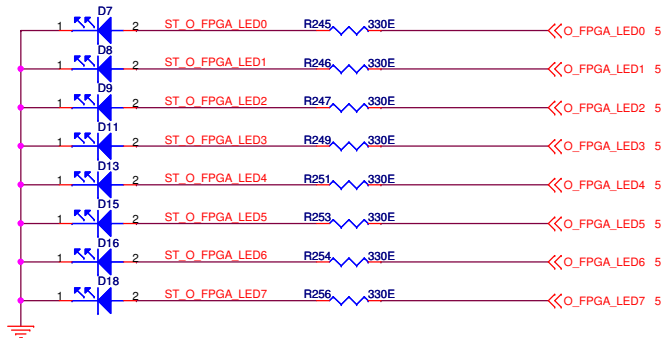 D7
1 2 ST_O_FPGA_LED0 R245 330E O_FPGA_LED0 5
D8
1 2 ST_O_FPGA_LED1 R246 330E O_FPGA_LED1 5
D9
1 2 ST_O_FPGA_LED2 R247 330E O_FPGA_LED2 5
D11
1 2 ST_O_FPGA_LED3 R249 330E O_FPGA_LED3 5
D13
1 2 ST_O_FPGA_LED4 R251 330E O_FPGA_LED4 5
D15
1 2 ST_O_FPGA_LED5 R253 330E O_FPGA_LED5 5
D16
1 2 ST_O_FPGA_LED6 R254 330E O_FPGA_LED6 5
D18
1 2 ST_O_FPGA_LED7 R256 330E O_FPGA_LED7 5